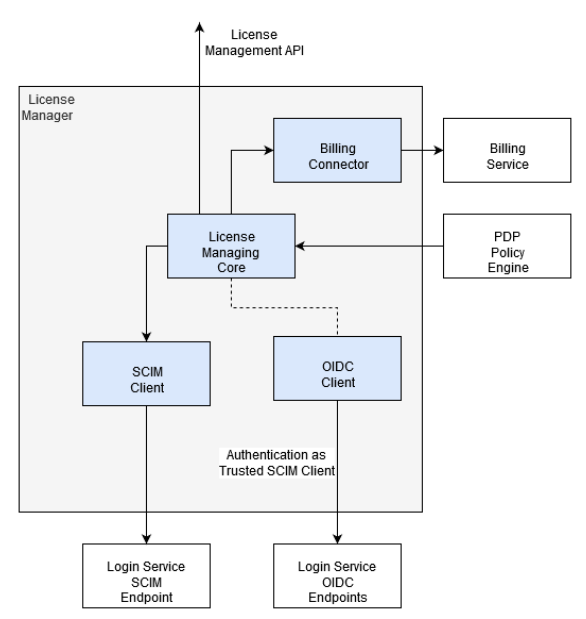 License
Management API
License
Manager
Billing
Connector
Billing
Service
License
Managing
Core
PDP
Policy
Engine
SCIM
Client
OIDC
Client
Authentication as
Trusted SCIM Client
Login Service
SCIM
Endpoint
Login Service
OIDC
Endpoints